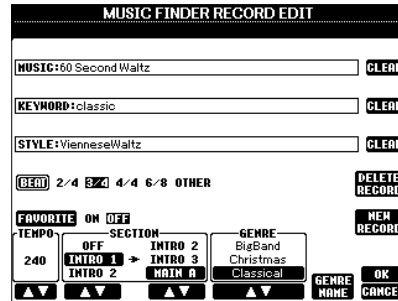 MUSIC FINDER RECORD EDIT
MUSIC:60 Second Waltz
KEYWORD:classic
CLEAR
STYLE:VienneseWaltz
BEAT 2/4 3/4 4/4 6/8 OTHER
DELETE
RECORD
FAVORITE ON OFF
NEW
RECORD
TEMPO SECTION GENRE
OFF INTRO 2 BigBand
240 INTRO 1 INTRO 3 Christmas
INTRO 2 MAIN A Classical
GENRE
NAME
OK
CANCEL